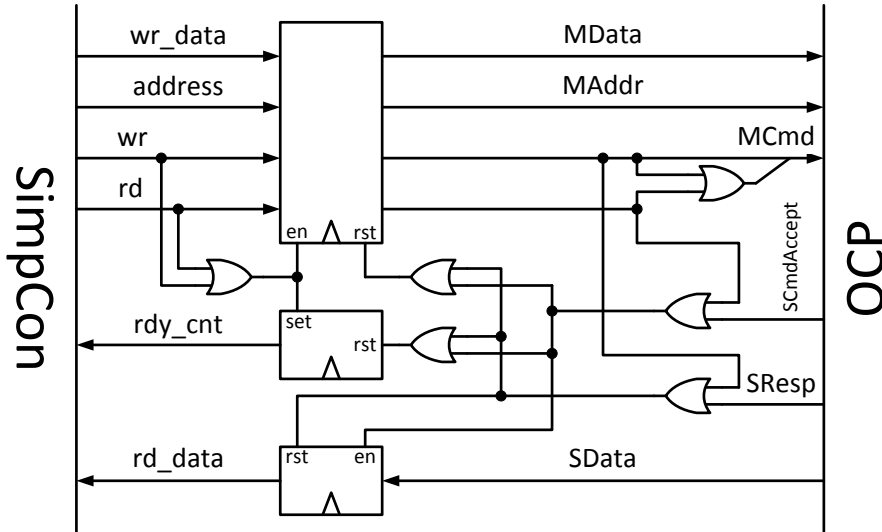 wr_data
MData
address
MAddr
wr
MCmd
rd
en
rst
SCmdAccept
SimpCon
OCP
set
rdy_cnt
rst
SResp
rst
en
rd_data
SData